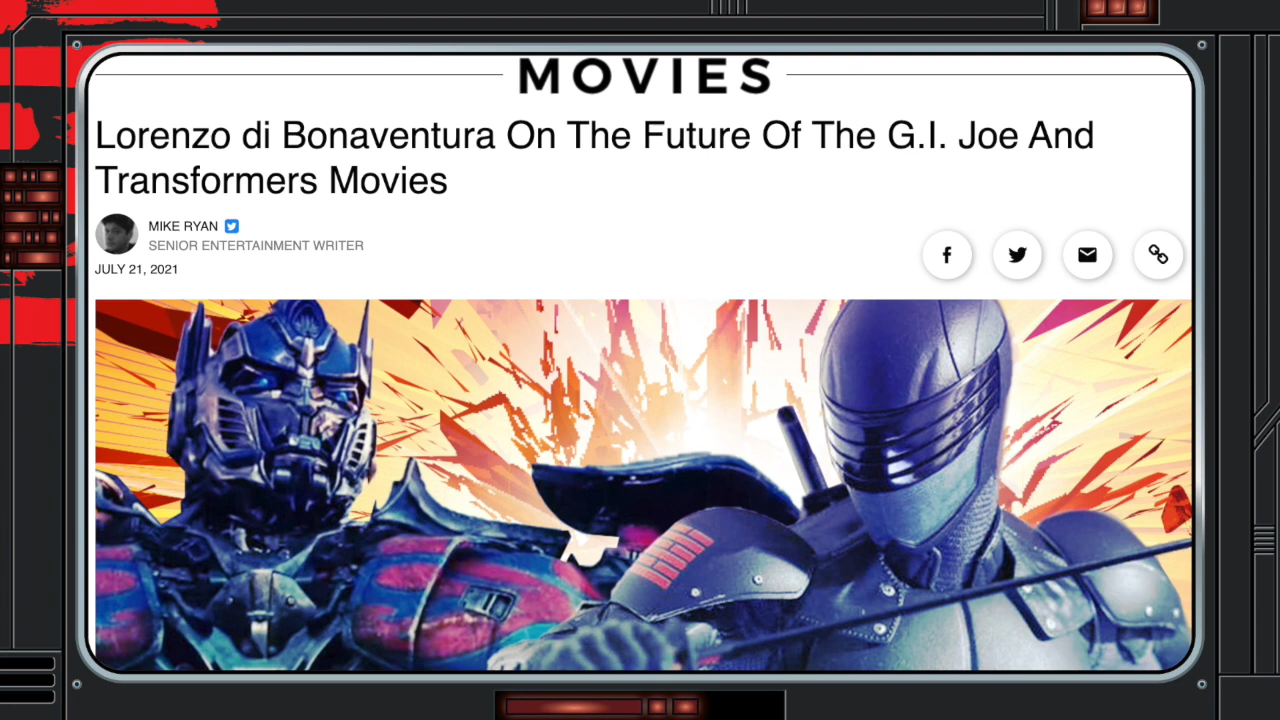 MOVIES
Lorenzo di Bonaventura On The Future Of The G.I. Joe And
Transformers Movies
MIKE RYAN
SENIOR ENTERTAINMENT WRITER
JULY 21, 2021